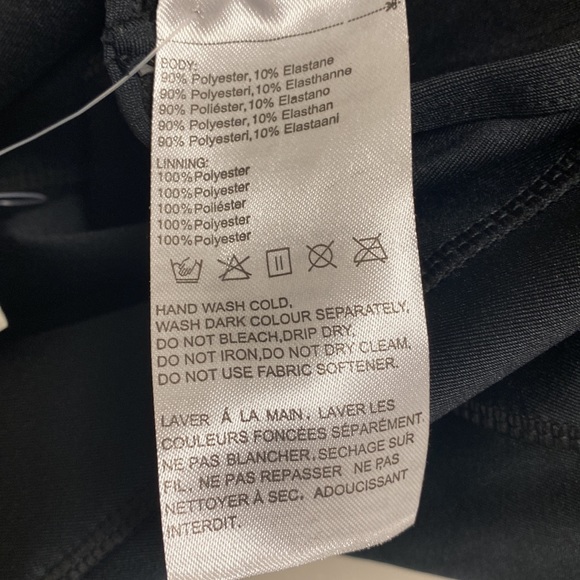 BODY:
90% Polyester,10% Elastane
90% Polyesteri,10% Elasthanne
90% Poliéster,10% Elastano
90% Polyester,10% Elasthan
90% Polyesteri,10% Elastaani
LINNING:
100%Polyester
100%Polyester
100%Poliéster
100%Polyester
100%Polyester
HAND WASH COLD,
WASH DARK COLOUR SEPARATELY,
DO NOT BLEACH,DRIP DRY,
DO NOT IRON,DO NOT DRY CLEAM,
DO NOT USE FABRIC SOFTENER.
LAVER Á LA MAIN, LAVER LES
COULEURS FONCÉES SÉPARÉMENT.
NE PAS BLANCHER, SECHAGE SUR
FIL, NE PAS REPASSER NE PAS
NETTOYER À SEC, ADOUCISSANT
INTERDIT.